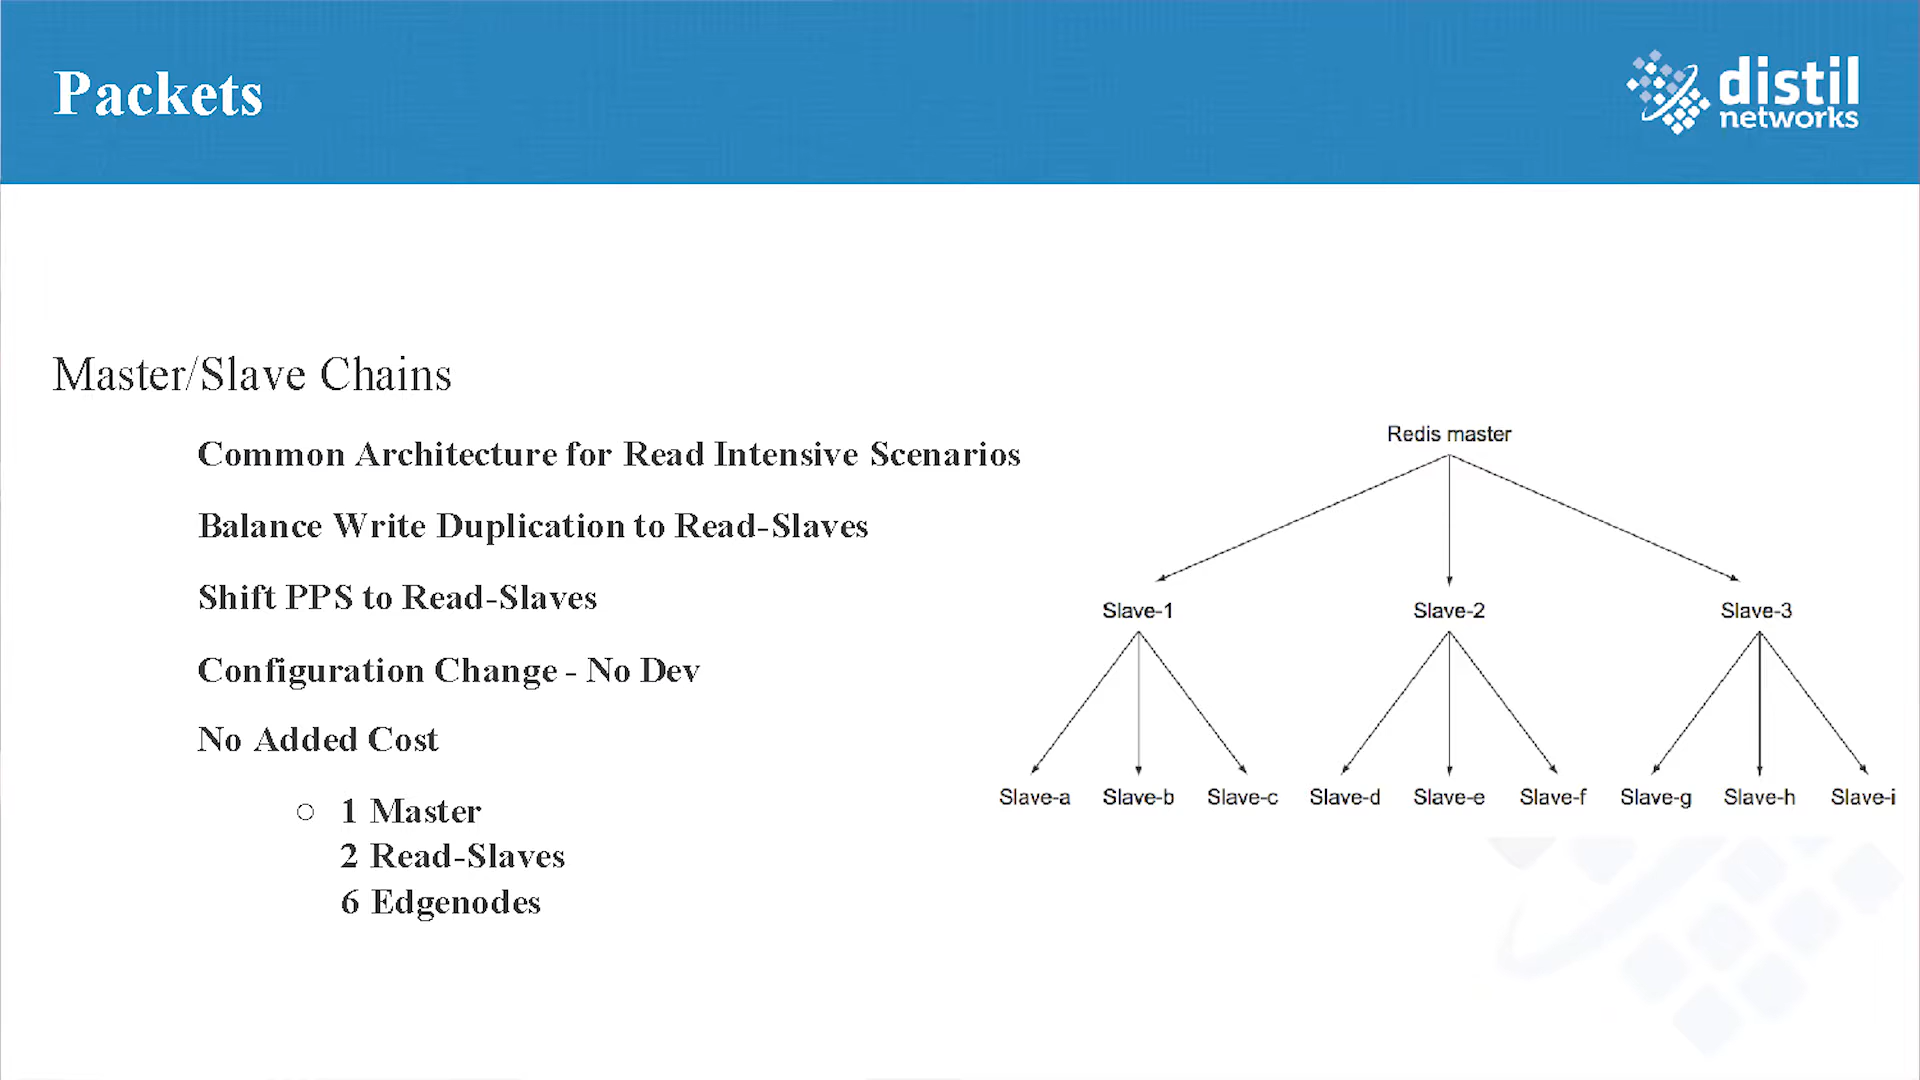 Packets
distil
networks
Master/Slave Chains
Common Architecture for Read Intensive Scenarios
Balance Write Duplication to Read-Slaves
Shift PPS to Read-Slaves
Configuration Change - No Dev
No Added Cost
○ 1 Master
2 Read-Slaves
6 Edgenodes
Redis master
Slave-1 Slave-2 Slave-3
Slave-a Slave-b Slave-c Slave-d Slave-e Slave-f Slave-g Slave-h Slave-i